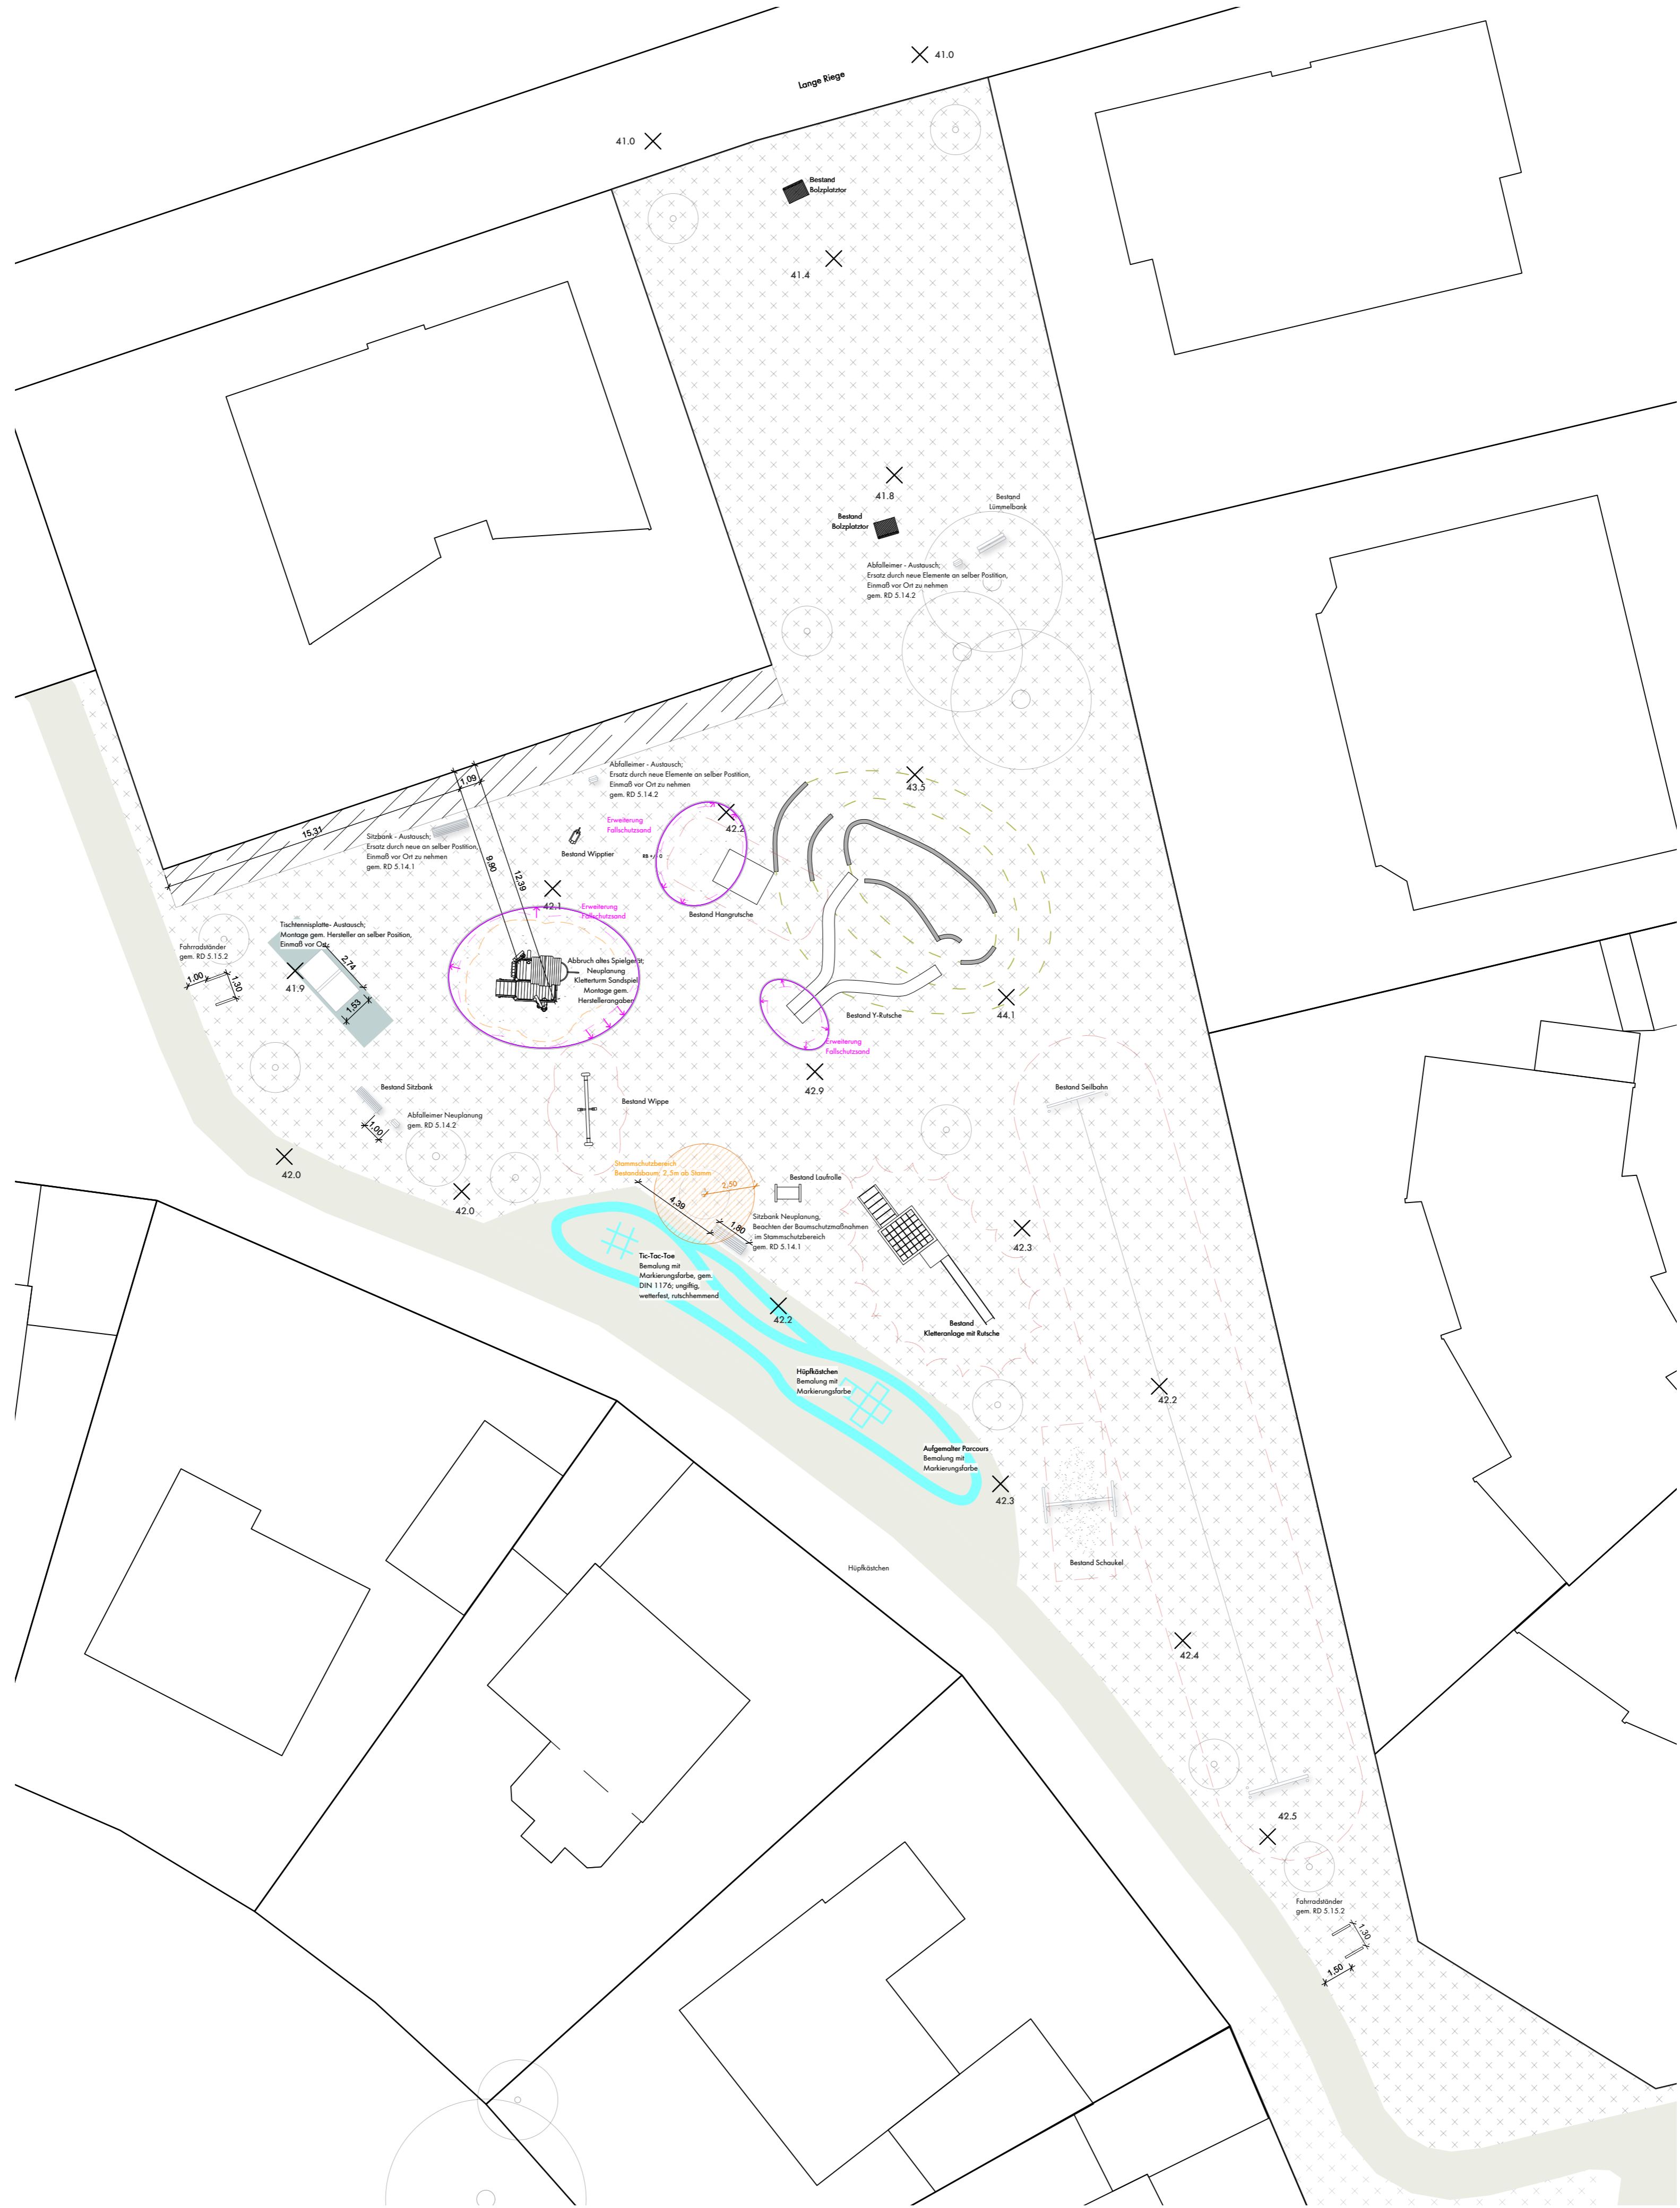 Lange Riege
41.0
41.0
Bestand
Bolzplatztor
41.4
41.8
Bestand
Lümmelbank
Bestand
Bolzplatztor
Abfalleimer - Austausch;
Ersatz durch neue Elemente an selber Postition,
Einmaß vor Ort zu nehmen
gem. RD 5.14.2
Abfalleimer - Austausch;
Ersatz durch neue Elemente an selber Postition,
Einmaß vor Ort zu nehmen
gem. RD 5.14.2
1.09
43.5
15.31
Sitzbank - Austausch;
Ersatz durch neue an selber Postition,
Einmaß vor Ort zu nehmen
gem. RD 5.14.1
Erweiterung
Fallschutzsand
42.2
Bestand Wipptier
9.90
12.39
42.1
Erweiterung
Fallschutzsand
Bestand Hangrutsche
Tischtennisplatte- Austausch;
Montage gem. Hersteller an selber Position,
Einmaß vor Ort
Fahrradständer
gem. RD 5.15.2
1.00
1.30
41.9
2.74
1.53
Abbruch altes Spielgerät;
Neuplanung
Kletterturm Sandspiel
Montage gem.
Herstellerangaben
Bestand Y-Rutsche
44.1
Erweiterung
Fallschutzsand
42.9
Bestand Sitzbank
Bestand Wippe
Bestand Seilbahn
Abfalleimer Neuplanung
gem. RD 5.14.2
1.00
42.0
42.0
Stammschutzbereich
Bestandsbaum; 2,5m ab Stamm
2,50
4.39
1.80
Bestand Laufrolle
Sitzbank Neuplanung,
Beachten der Baumschutzmaßnahmen
im Stammschutzbereich
gem. RD 5.14.1
42.3
Tic-Tac-Toe
Bemalung mit
Markierungsfarbe, gem.
DIN 1176; ungiftig,
wetterfest, rutschhemmend
42.2
Bestand
Kletteranlage mit Rutsche
Hüpfkästchen
Bemalung mit
Markierungsfarbe
42.2
Aufgemalter Parcours
Bemalung mit
Markierungsfarbe
42.3
Hüpfkästchen
Bestand Schaukel
42.4
42.5
Fahrradständer
gem. RD 5.15.2
1.30
1.50